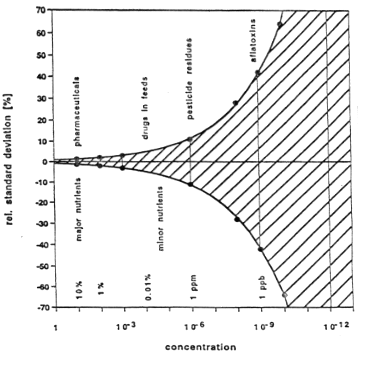 70
60
50
40
30
20
10
0
-10
-20
-30
-40
-50
-60
-70
rel. standard deviation [%]
pharmaceuticals
drugs in feeds
pesticide residues
aflatoxins
major nutrients
minor nutrients
10%
1%
0.01%
1 ppm
1 ppb
1
10-3
10-6
10-9
10-12
concentration